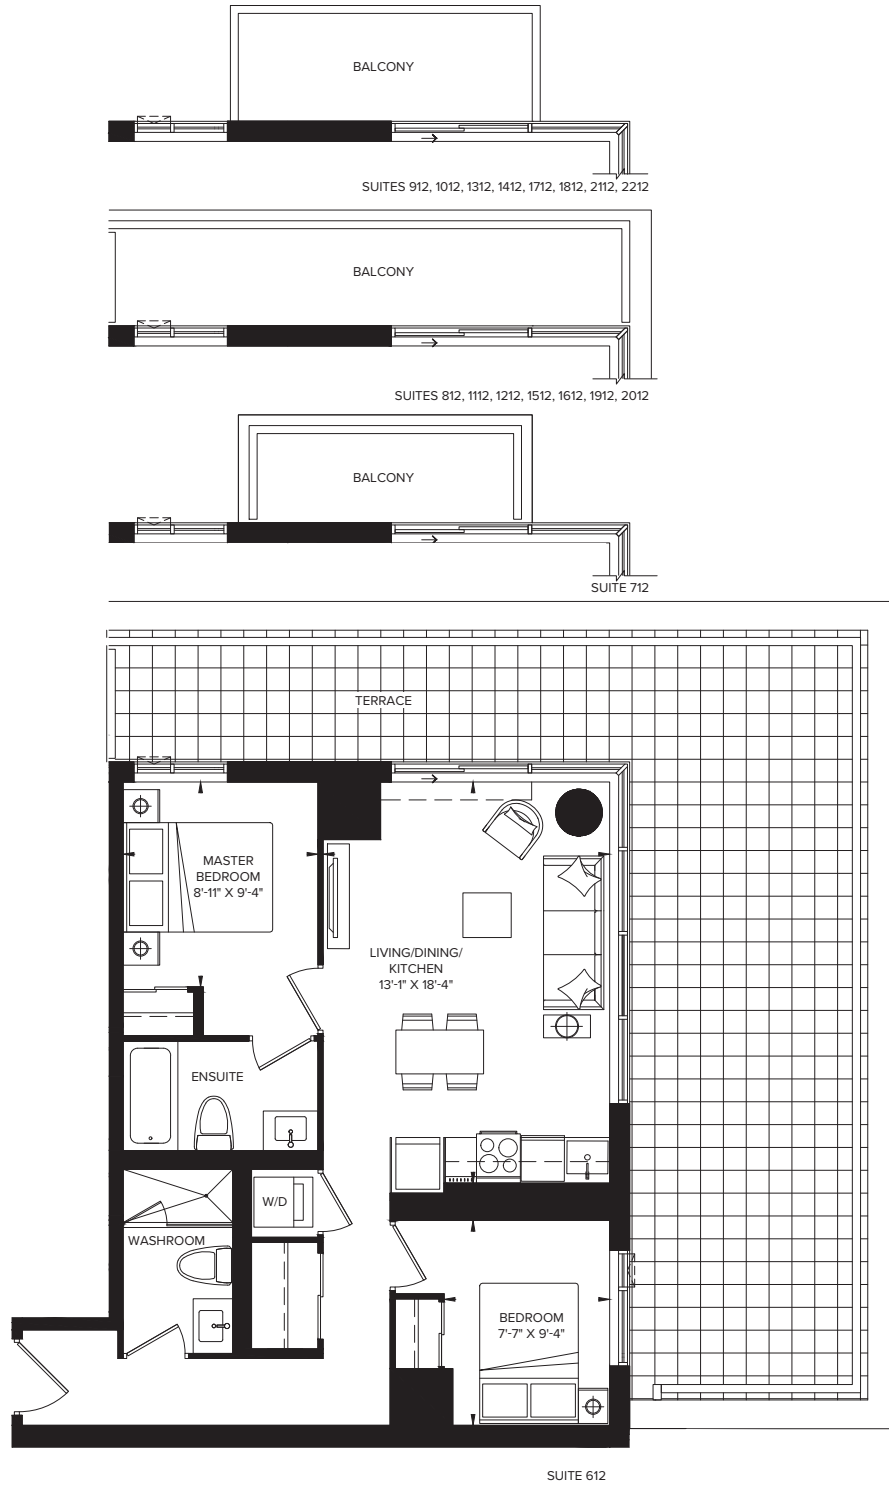 BALCONY
SUITES 912, 1012, 1312, 1412, 1712, 1812, 2112, 2212
BALCONY
SUITES 812, 1112, 1212, 1512, 1612, 1912, 2012
BALCONY
SUITE 712
TERRACE
MASTER
BEDROOM
8'-11" X 9'-4"
LIVING/DINING/
KITCHEN
13'-1" X 18'-4"
ENSUITE
W/D
WASHROOM
BEDROOM
7'-7" X 9'-4"
SUITE 612